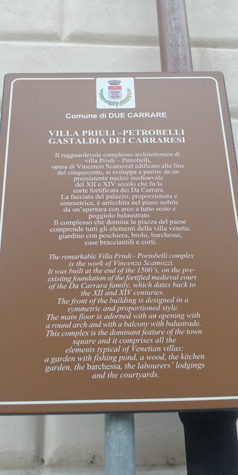 Comune di DUE CARRARE
VILLA PRIULI –PETROBELLI
GASTALDIA DEI CARRARESI
Il ragguardevole complesso architettonico di
villa Priuli – Petrobelli,
opera di Vincenzo Scamozzi edificato alla fine
del cinquecento, si sviluppa a partire da un
preesistente nucleo medioevale
del XII e XIV secolo che fu la
corte fortificata dei Da Carrara.
La facciata del palazzo, proporzionata e
simmetrica, è arricchita nel piano nobile
da un'apertura con arco a tutto sesto e
poggiolo balaustrato.
Il complesso che domina la piazza del paese
comprende tutti gli elementi della villa veneta:
giardino con peschiera, brolo, barchesse,
case bracciantili e corti.
The remarkable Villa Priuli - Portobelli complex
is the work of Vincenzo Scamozzi.
It was built at the end of the 1500's, on the pre-
existing foundation of the fortified medieval court
of the Da Carrara family, which dates back to
the XII and XIV centuries.
The front of the building is designed in a
symmetric and proportioned style.
The main floor is adorned with an opening with
a round arch and with a balcony with balustrade.
This complex is the dominant feature of the town
square and it comprises all the
elements typical of Venetian villas:
a garden with fishing pond, a wood, the kitchen
garden, the barchessa, the labourers' lodgings
and the courtyards.